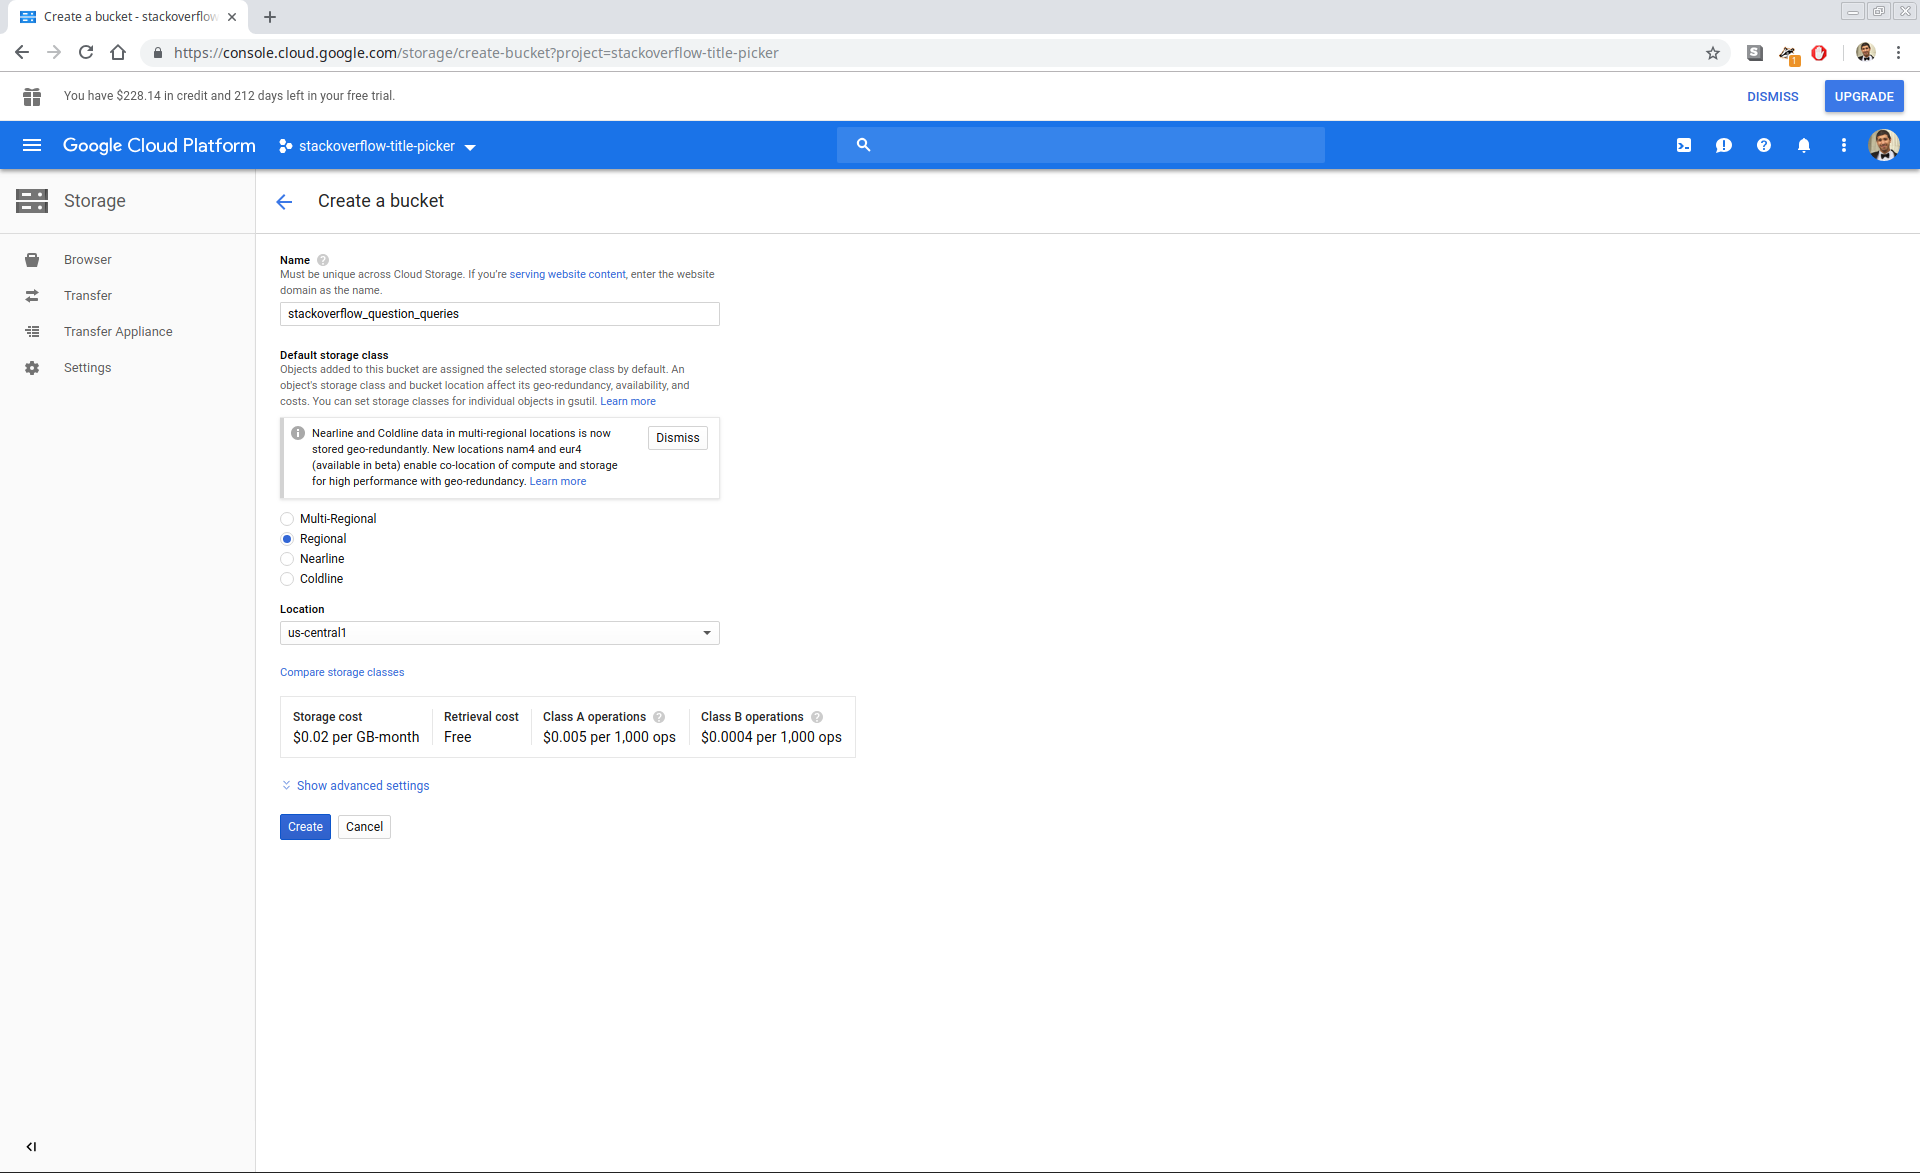 Create a bucket - stackoverflow
https://console.cloud.google.com/storage/create-bucket?project=stackoverflow-title-picker
S
1
You have $228.14 in credit and 212 days left in your free trial.
DISMISS
UPGRADE
Google Cloud Platform
stackoverflow-title-picker
Storage
Create a bucket
Browser
Transfer
Transfer Appliance
Settings
Name
Must be unique across Cloud Storage. If you're serving website content, enter the website
domain as the name.
stackoverflow_question_queries
Default storage class
Objects added to this bucket are assigned the selected storage class by default. An
object's storage class and bucket location affect its geo-redundancy, availability, and
costs. You can set storage classes for individual objects in gsutil. Learn more
Nearline and Coldline data in multi-regional locations is now
stored geo-redundantly. New locations nam4 and eur4
(available in beta) enable co-location of compute and storage
for high performance with geo-redundancy. Learn more
Dismiss
Multi-Regional
Regional
Nearline
Coldline
Location
us-central1
Compare storage classes
Storage cost
$0.02 per GB-month
Retrieval cost
Free
Class A operations
$0.005 per 1,000 ops
Class B operations
$0.0004 per 1,000 ops
Show advanced settings
Create
Cancel